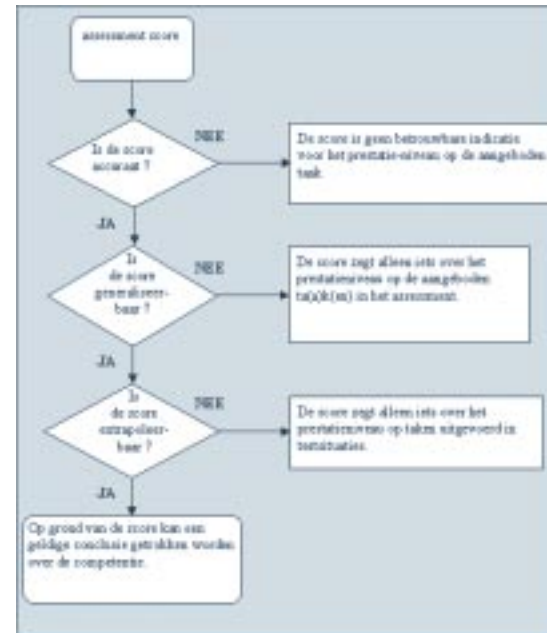 assessment score
Is de score
accuraat ?
NEE
De score is geen betrouwbare indicatie
voor het prestatie-niveau op de aangeboden
taak.
JA
Is
de score
generaliseer-
baar ?
NEE
De score zegt alleen iets over het
prestatieniveau op de aangeboden
ta(a)k(en) in het assessment.
JA
Is
de score
extrapoleer-
baar ?
NEE
De score zegt alleen iets over het
prestatieniveau op taken uitgevoerd in
testsituaties.
JA
Op grond van de score kan een
geldige conclusie getrokken worden
over de competentie.